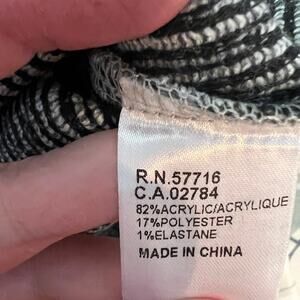 R.N.57716
C.A.02784
82%ACRYLIC/ACRYLIQUE
17%POLYESTER
1%ELASTANE
MADE IN CHINA